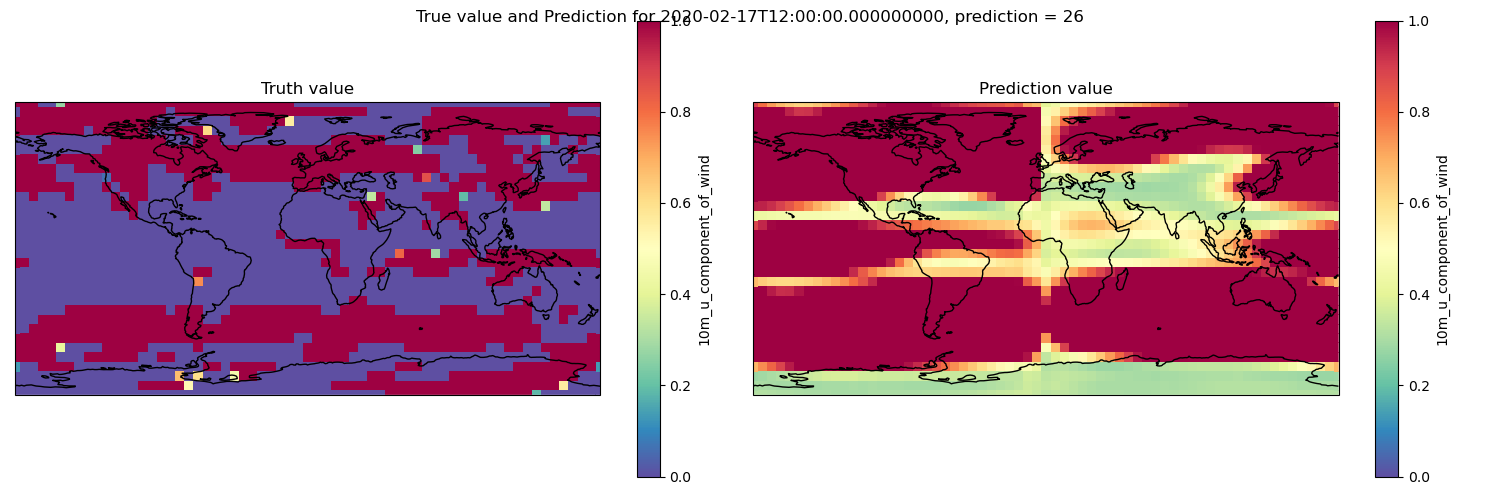 True value and Prediction for 2020-02-17T12:00:00.000000000, prediction = 26
Truth value
1.0
0.8
0.6
0.4
0.2
0.0
10m_u_component_of_wind
Prediction value
1.0
0.8
0.6
0.4
0.2
0.0
10m_u_component_of_wind